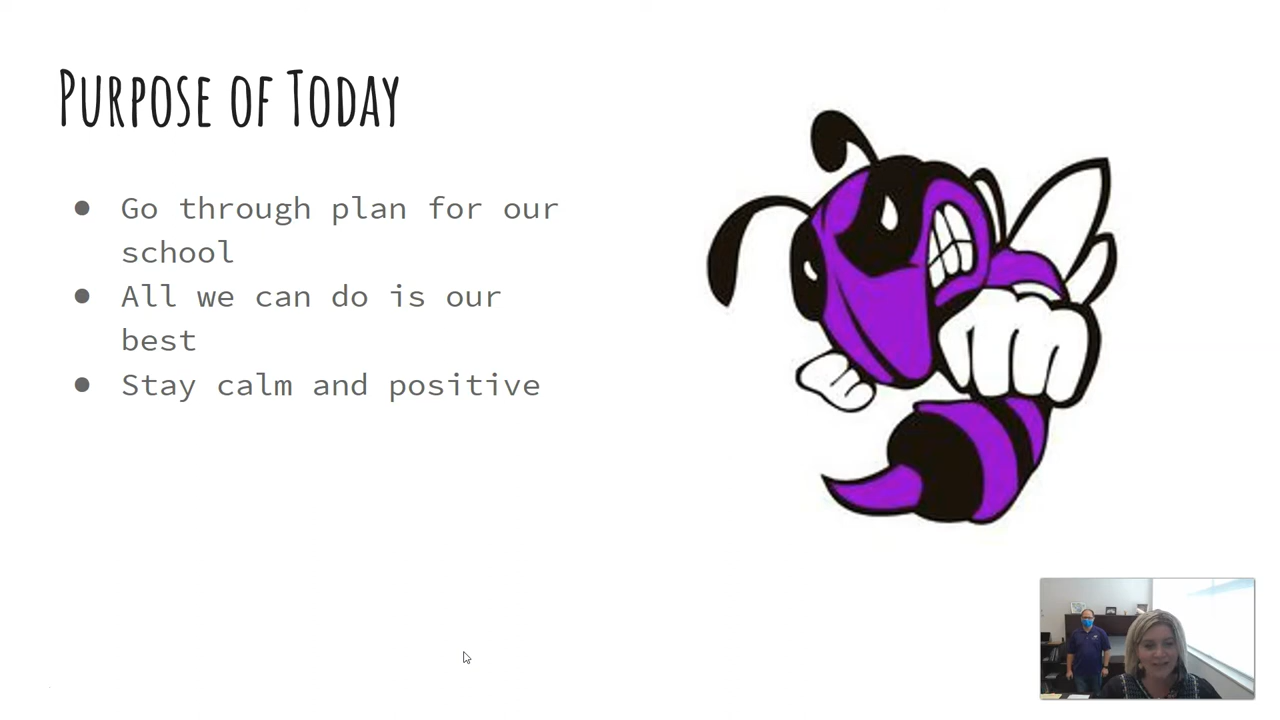 Purpose of Today
Go through plan for our
school
All we can do is our
best
Stay calm and positive